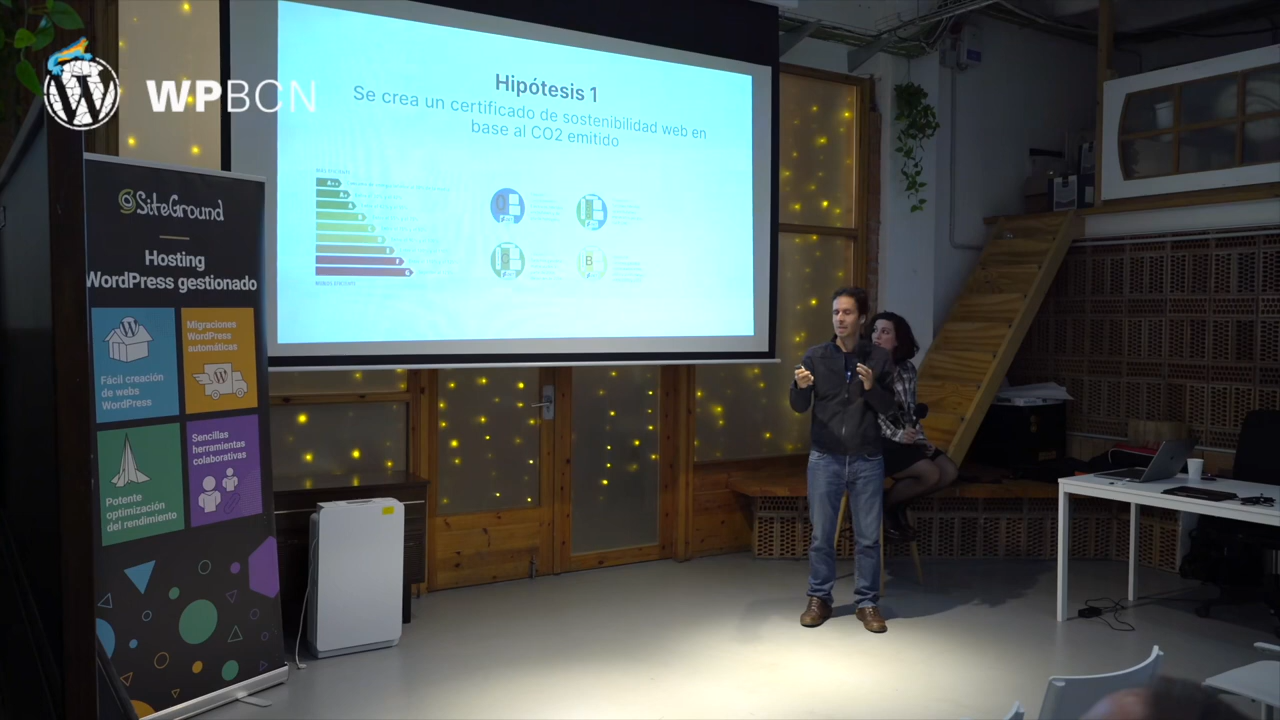 WPBCN
Hipótesis 1
Se crea un certificado de sostenibilidad web en
base al CO2 emitido
A++
A+
B
SiteGround
Hosting
WordPress gestionado
Fácil creación
de webs
WordPress
Migraciones
WordPress
automáticas
Potente
optimización
del rendimiento
Sencillas
herramientas
colaborativas